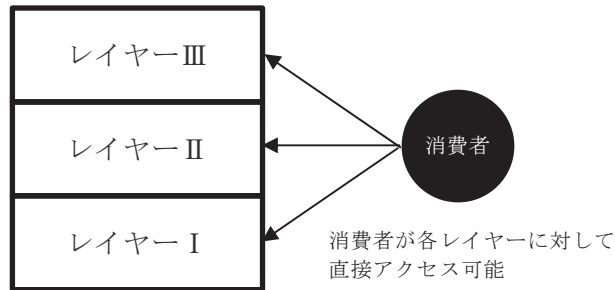 レイヤーⅢ
レイヤーⅡ
レイヤーⅠ
消費者
消費者が各レイヤーに対して
直接アクセス可能